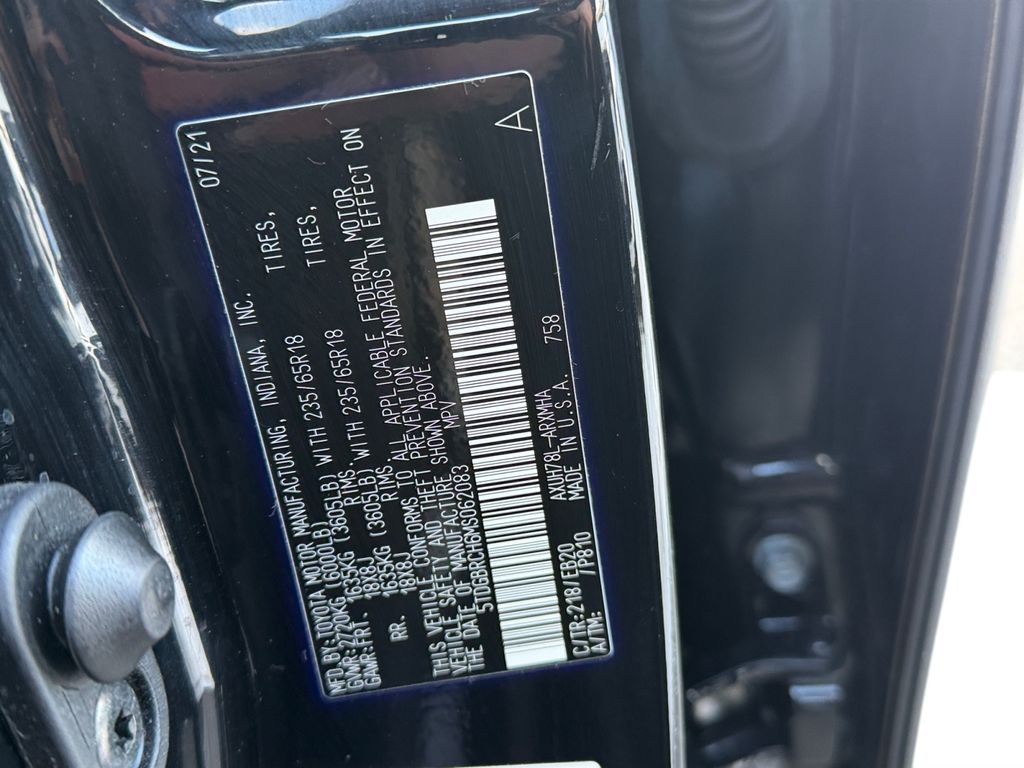 MFD BY:TOYOTA MOTOR MANUFACTURING, INDIANA, INC. 07/21
GVWR:2720KG (6000LB)
GAWR:FRT. 1635KG (3605LB) WITH 235/65R18 TIRES,
18X8J RIMS.
RR. 1635KG (3605LB) WITH 235/65R18 TIRES,
18X8J RIMS.
THIS VEHICLE CONFORMS TO ALL APPLICABLE FEDERAL MOTOR
VEHICLE SAFETY AND THEFT PREVENTION STANDARDS IN EFFECT ON
THE DATE OF MANUFACTURE SHOWN ABOVE.
5TDGBRCH6MS062083 MPV
C/TR:218/EB20 AXUH78L-ARMMHA 758
A/TM: /P810 MADE IN U.S.A. A